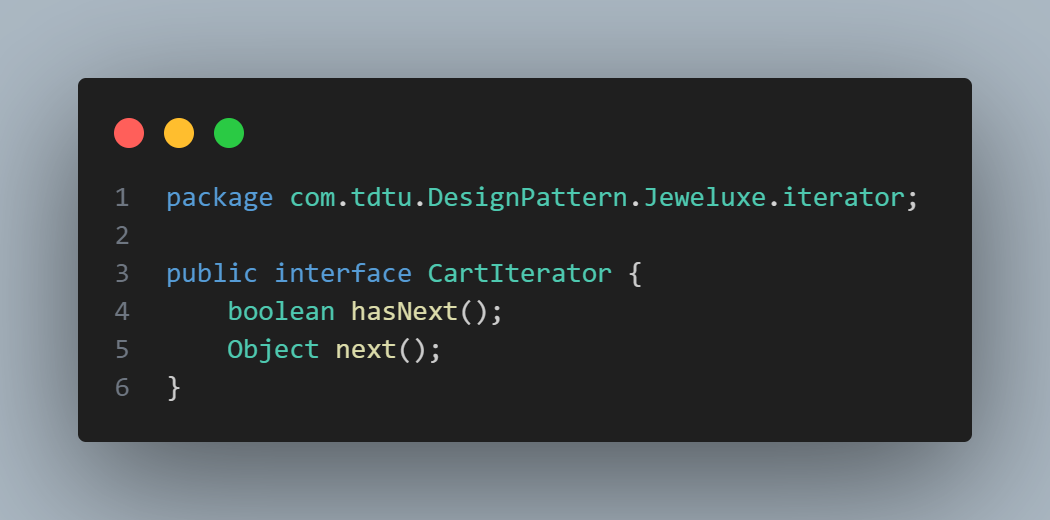 1 package com.tdtu.DesignPattern.Jeweluxe.iterator;
2
3 public interface CartIterator {
4     boolean hasNext();
5     Object next();
6 }